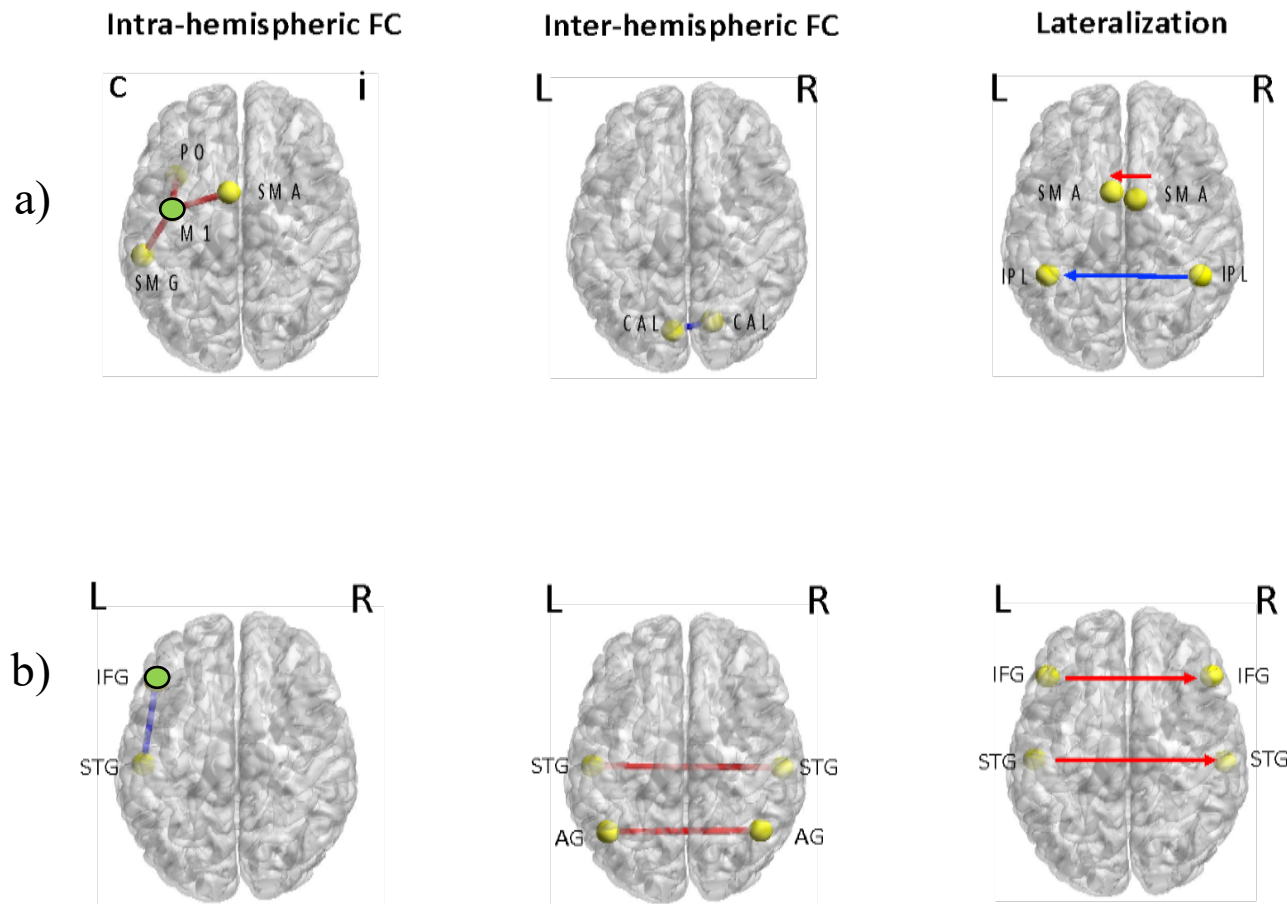 Intra-hemispheric FC
Inter-hemispheric FC
Lateralization
a)
c
i
PO
SMA
M1
SMG
L
R
CAL
CAL
L
R
SMA
SMA
IPL
IPL
b)
L
R
IFG
STG
L
R
STG
STG
AG
AG
L
R
IFG
IFG
STG
STG